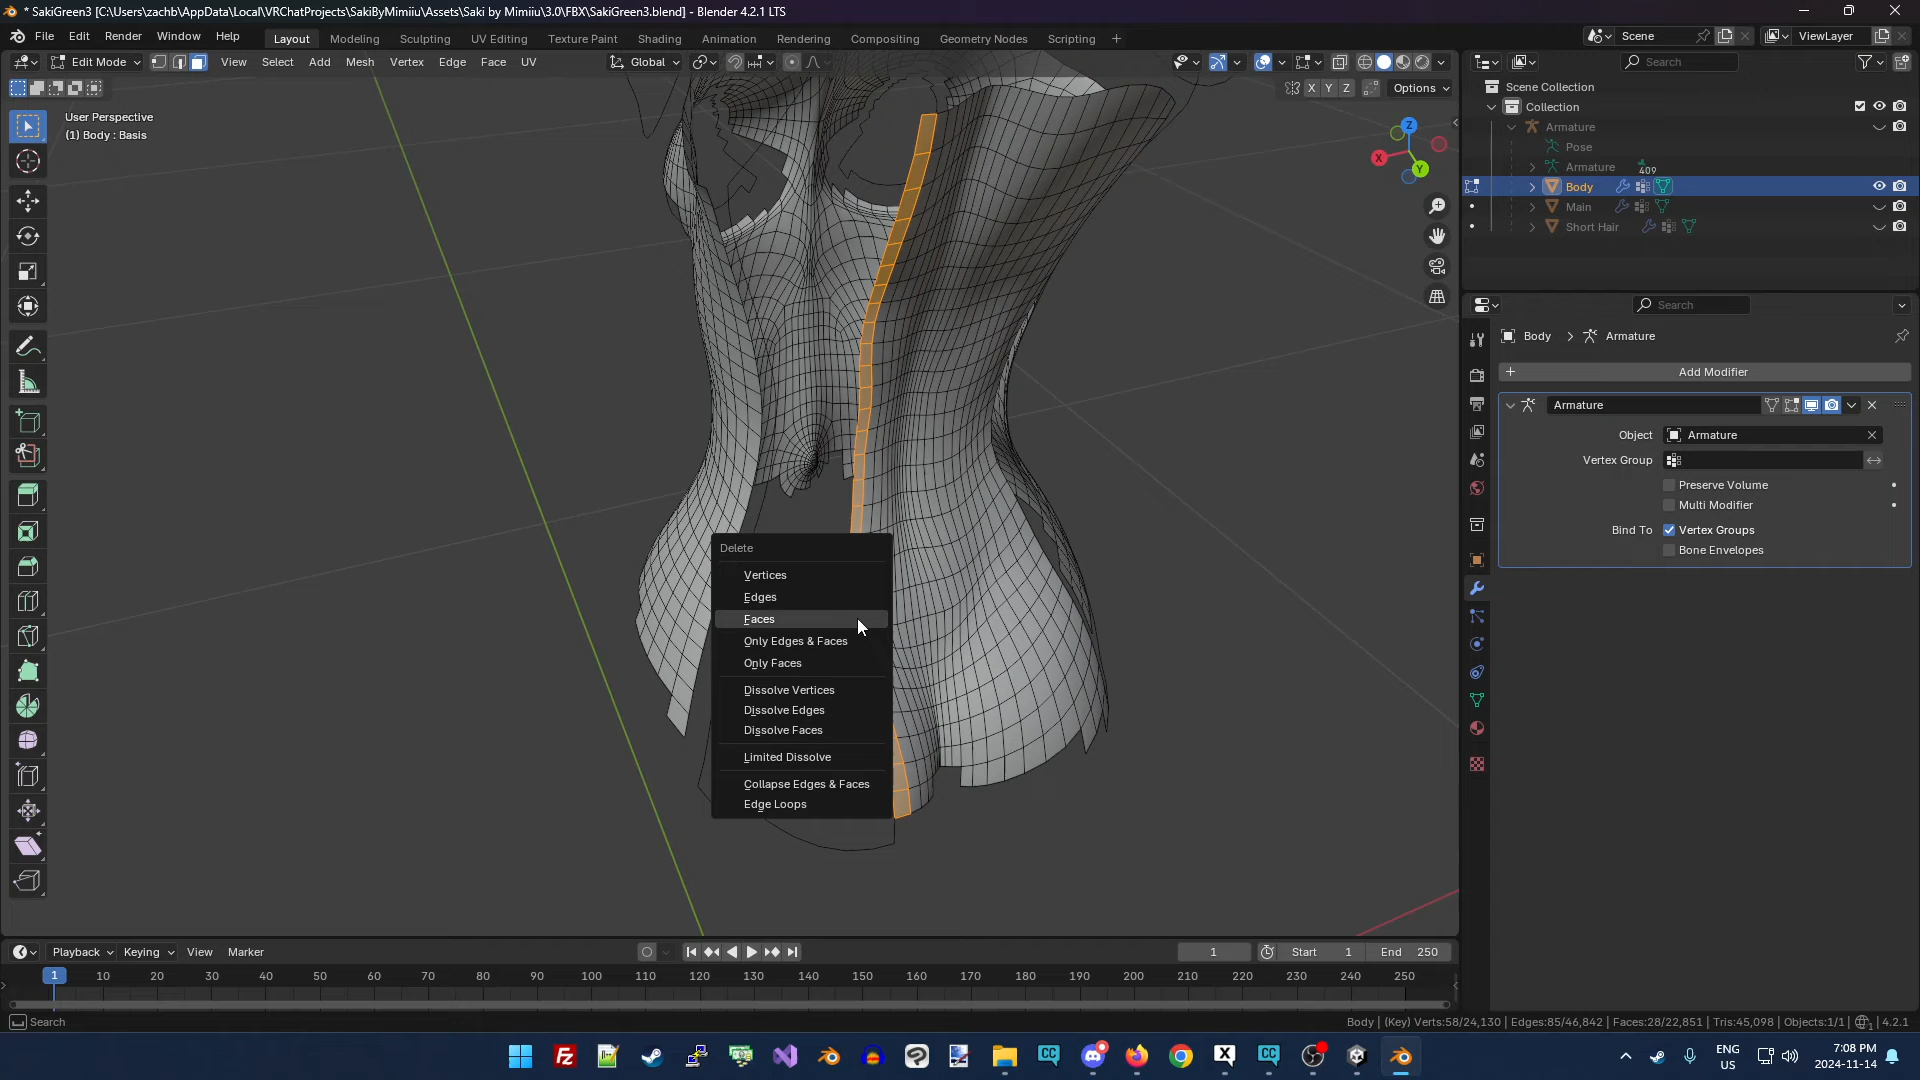 * SakiGreen3 [C:\Users\zachb\AppData\Local\VRChatProjects\SakiByMimiiu\Assets\Saki by Mimiiu\3.0\FBX\SakiGreen3.blend] - Blender 4.2.1 LTS
File Edit Render Window Help Layout Modeling Sculpting UV Editing Texture Paint Shading Animation Rendering Compositing Geometry Nodes Scripting + Scene ViewLayer
Edit Mode View Select Add Mesh Vertex Edge Face UV Global Search
X Y Z Options
User Perspective
(1) Body : Basis
Z
X
Y
Scene Collection
Collection
Armature
Pose
Armature 409
Body
Main
Short Hair
Search
Body > Armature
+ Add Modifier
Armature
Object Armature
Vertex Group
Preserve Volume
Multi Modifier
Bind To Vertex Groups
Bone Envelopes
Delete
Vertices
Edges
Faces
Only Edges & Faces
Only Faces
Dissolve Vertices
Dissolve Edges
Dissolve Faces
Limited Dissolve
Collapse Edges & Faces
Edge Loops
Playback Keying View Marker 1 Start 1 End 250
1 10 20 30 40 50 60 70 80 90 100 110 120 130 140 150 160 170 180 190 200 210 220 230 240 250
Search Body | (Key) Verts:58/24,130 | Edges:85/46,842 | Faces:28/22,851 | Tris:45,098 | Objects:1/1 | 4.2.1
ENG
US
7:08 PM
2024-11-14